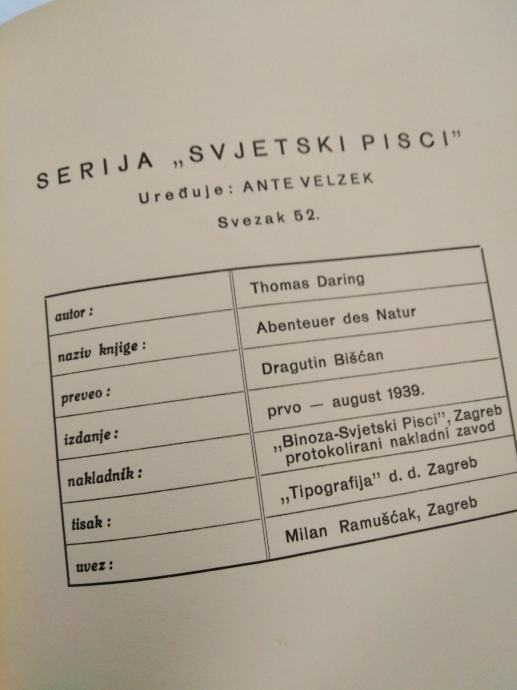 SERIJA „SVJETSKI PISCI”
Uređuje: ANTE VELZEK
Svezak 52.
autor: Thomas Daring
naziv knjige: Abenteuer des Natur
preveo: Dragutin Bišćan
izdanje: prvo — august 1939.
nakladnik: „Binoza-Svjetski Pisci”, Zagreb
protokolirani nakladni zavod
tisak: „Tipografija” d. d. Zagreb
uvez: Milan Ramušćak, Zagreb